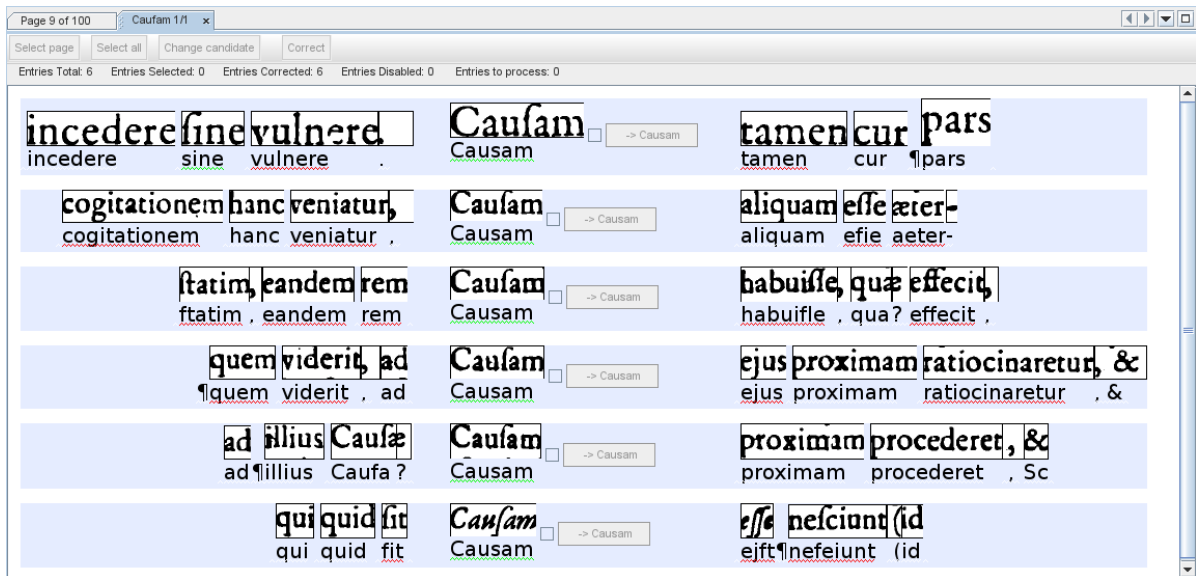 Page 9 of 100 Caufam 1/1 x
Select page Select all Change candidate Correct
Entries Total: 6 Entries Selected: 0 Entries Corrected: 6 Entries Disabled: 0 Entries to process: 0
incedere ſine vulnere. Cauſam -> Causam tamen cur pars
incedere sine vulnere . Causam tamen cur ¶pars
cogitationem hanc veniatur, Cauſam -> Causam aliquam eſſe æter-
cogitationem hanc veniatur , Causam aliquam efie aeter-
ſtatim, eandem rem Cauſam -> Causam habuiſſe, quæ effecit,
ftatim , eandem rem Causam habuifle , qua? effecit ,
quem viderit, ad Cauſam -> Causam ejus proximam ratiocinaretur, &
¶quem viderit , ad Causam ejus proximam ratiocinaretur , &
ad illius Cauſæ Cauſam -> Causam proximam procederet, &
ad ¶illius Caufa ? Causam proximam procederet , Sc
qui quid ſit Cauſam -> Causam eſſe neſciunt (id
qui quid fit Causam ejft ¶nefeiunt (id